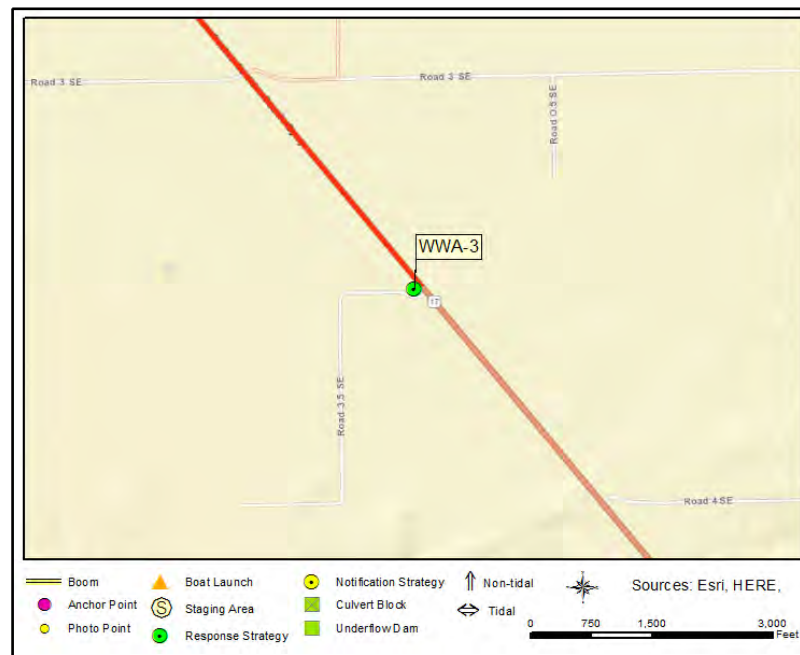 Road 3 SE
Road 3 SE
Road 0.5 SE
WWA-3
17
Road 3.5 SE
Road 4 SE
Boom
Boat Launch
Notification Strategy
Non-tidal
Sources: Esri, HERE,
Anchor Point
S
Staging Area
Culvert Block
Tidal
Photo Point
Response Strategy
Underflow Dam
0 750 1,500 3,000
Feet